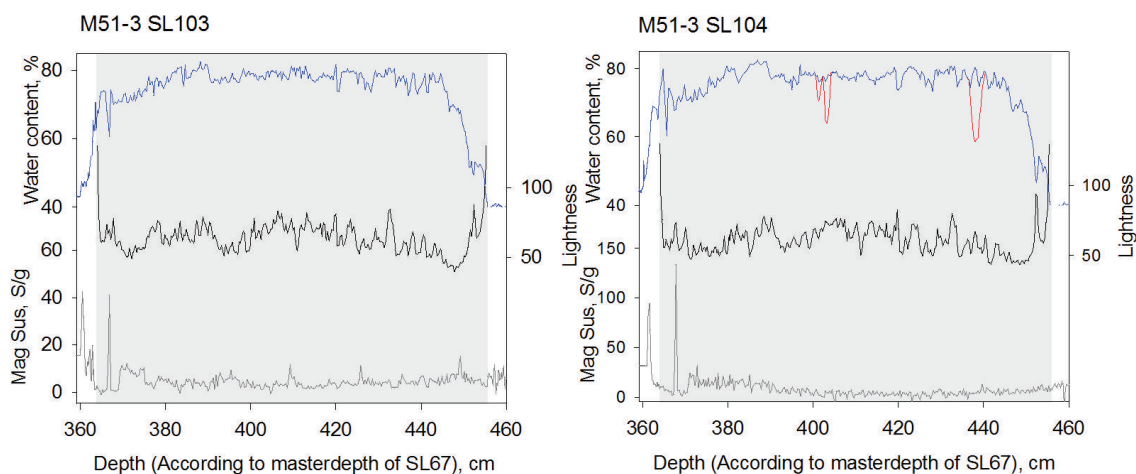 M51-3 SL103
Water content, %
80
60
40
Lightness
100
50
Mag Sus, S/g
60
40
20
0
360 380 400 420 440 460
Depth (According to masterdepth of SL67), cm
M51-3 SL104
Water content, %
80
60
40
Lightness
100
50
Mag Sus, S/g
150
100
50
0
360 380 400 420 440 460
Depth (According to masterdepth of SL67), cm